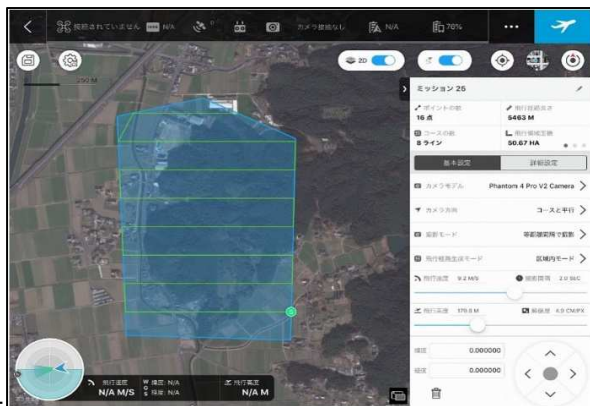 接続されていません N/A カメラ接続なし N/A 70%
2D
250 M
ミッション 26
ポイントの数 飛行経路長さ
16 点 5463 M
コースの数 飛行領域面積
8 ライン 50.67 HA
基本設定 詳細設定
カメラモデル Phantom 4 Pro V2 Camera
カメラ方向 コースと平行
撮影モード 等距離間隔で撮影
飛行経路生成モード 区域内モード
飛行速度 9.2 M/S 撮影間隔 2.0 SEC
飛行高度 解像度 4.9 CM/PX
緯度 0.000000
経度 0.000000
S
飛行速度 緯度: N/A 飛行高度
N/A M/S 経度: N/A N/A M